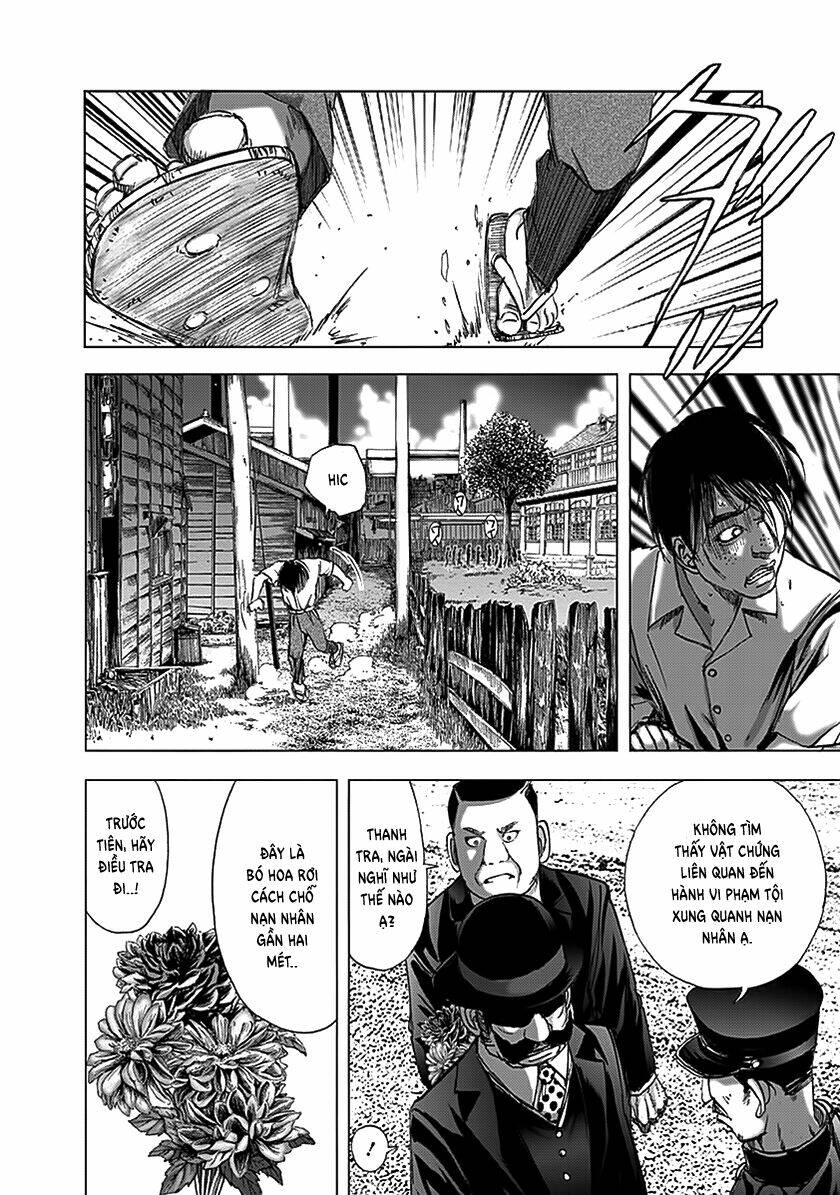 HIC
KHÔNG TÌM
THẤY VẬT CHỨNG
LIÊN QUAN ĐẾN
HÀNH VI PHẠM TỘI
XUNG QUANH NẠN
NHÂN Ạ.
THANH
TRA, NGÀI
NGHĨ NHƯ
THẾ NÀO
Ạ?
!
ĐÂY LÀ
BÓ HOA RƠI
CÁCH CHỖ
NẠN NHÂN
GẦN HAI
MÉT..
TRƯỚC
TIÊN, HÃY
ĐIỀU TRA
ĐI..!